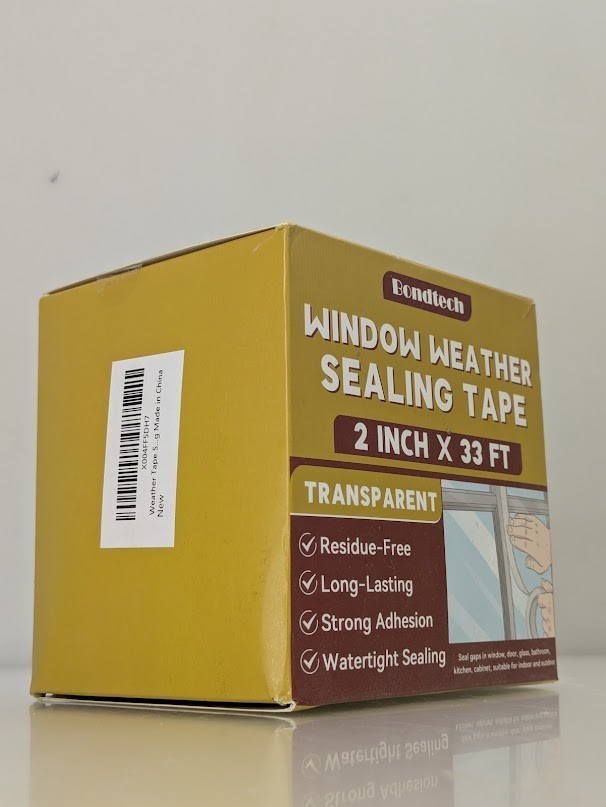 X004FF5DH7
Weather Tape S...g Made in China
New
Bondtech
WINDOW WEATHER
SEALING TAPE
2 INCH X 33 FT
TRANSPARENT
Residue-Free
Long-Lasting
Strong Adhesion
Watertight Sealing
Seal gaps in window, door, glass, bathroom,
kitchen, cabinet, suitable for indoor and outdoor